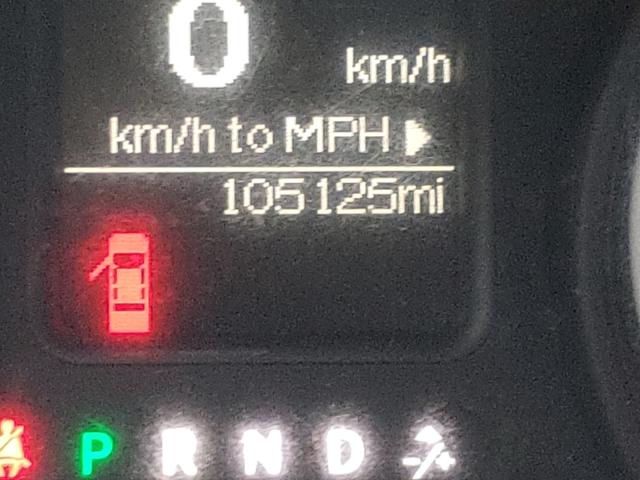 0
km/h
km/h to MPH ▶
105125mi
P R N D -/+